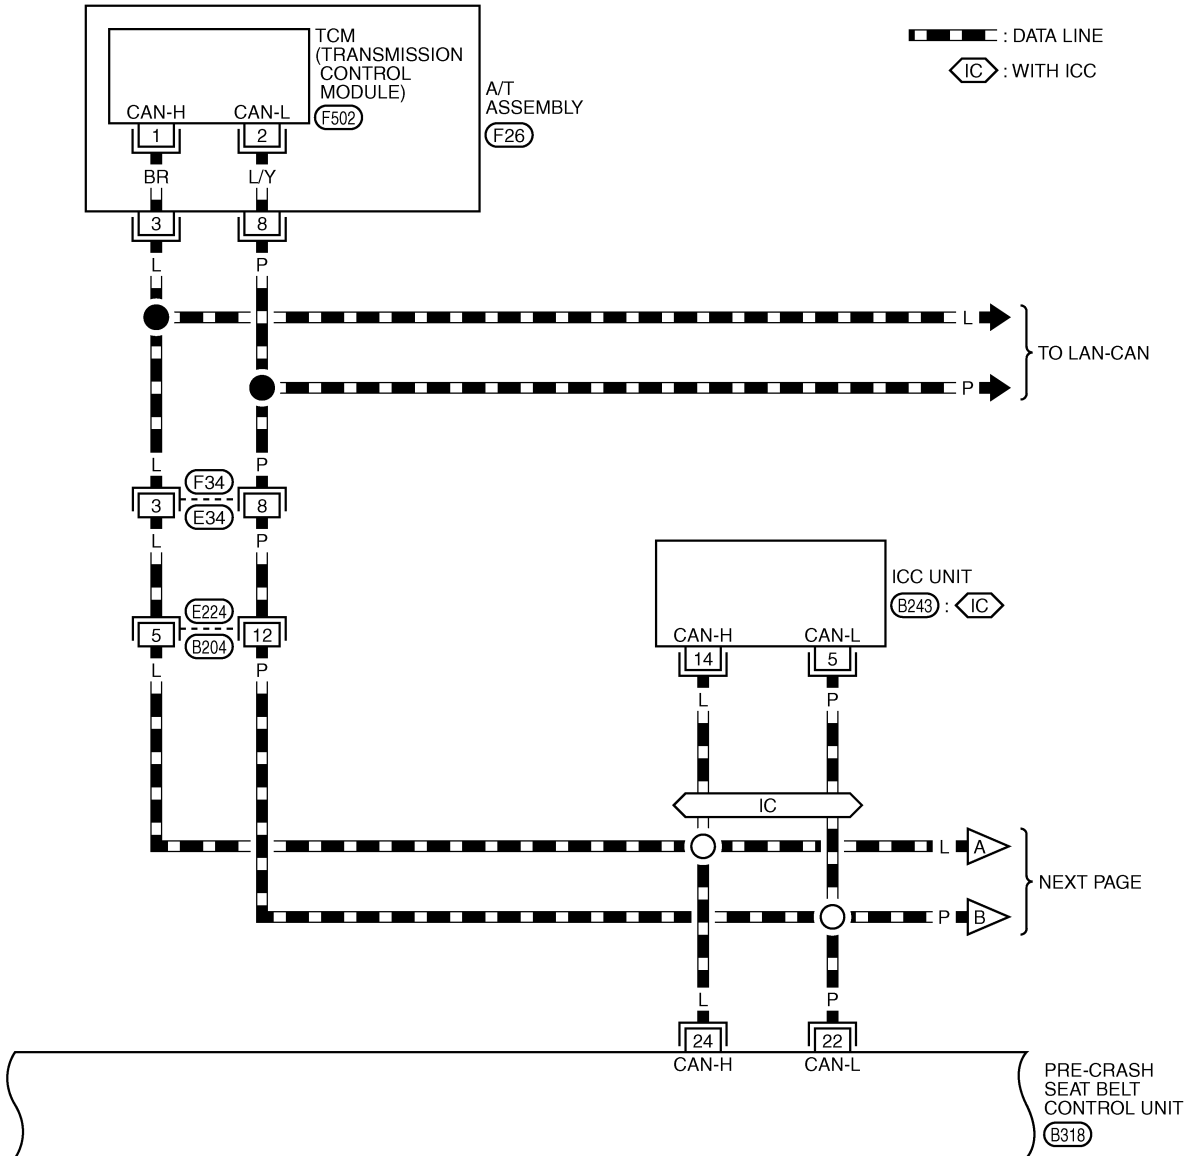 TCM
(TRANSMISSION
CONTROL
MODULE)
F502
: DATA LINE
IC : WITH ICC
A/T
ASSEMBLY
F26
CAN-H CAN-L
1 2
BR L/Y
3 8
L P
L
TO LAN-CAN
P
L P
F34
3 8
E34
L P
E224
5 12
B204
L P
ICC UNIT
B243 : IC
CAN-H CAN-L
14 5
L P
IC
L A
NEXT PAGE
P B
L P
24 22
CAN-H CAN-L
PRE-CRASH
SEAT BELT
CONTROL UNIT
B318